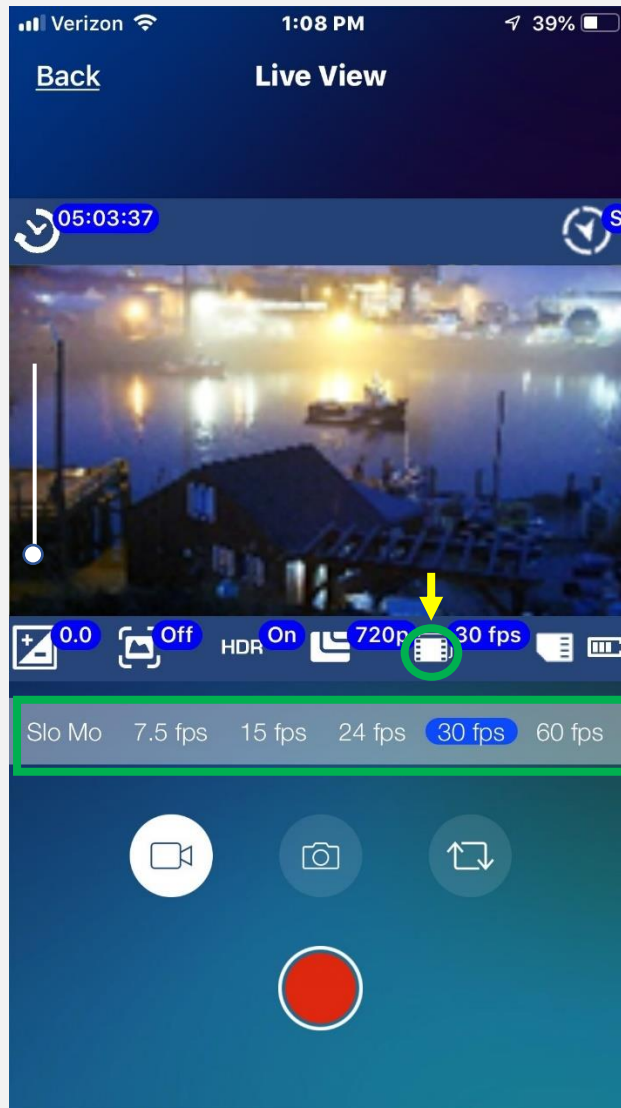 Verizon 1:08 PM 39%
Back Live View
05:03:37 S
0.0 Off HDR On 720p 30 fps
Slo Mo 7.5 fps 15 fps 24 fps 30 fps 60 fps